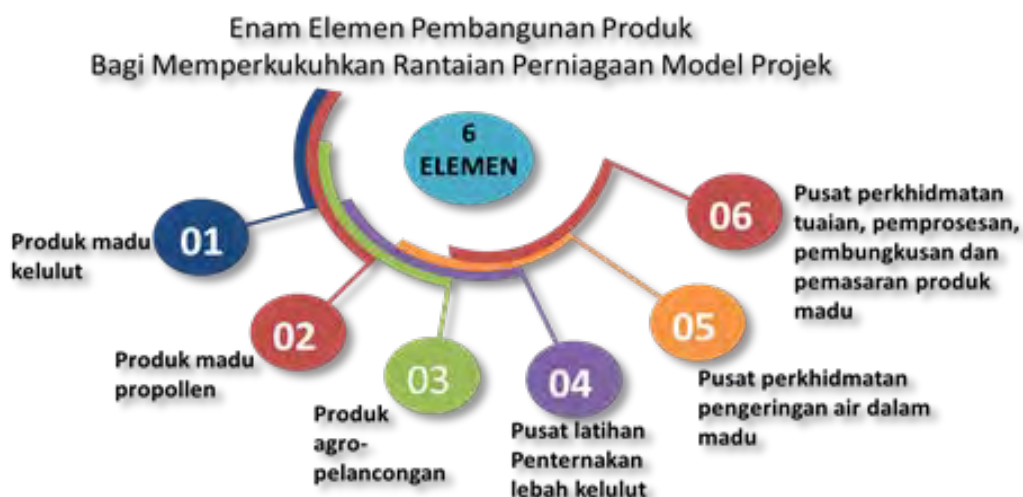 Enam Elemen Pembangunan Produk
Bagi Memperkukuhkan Rantaian Perniagaan Model Projek
6
ELEMEN
01
Produk madu
kelulut
02
Produk madu
propollen
03
Produk
agro-
pelancongan
04
Pusat latihan
Penternakan
lebah kelulut
05
Pusat perkhidmatan
pengeringan air dalam
madu
06
Pusat perkhidmatan
tuaian, pemprosesan,
pembungkusan dan
pemasaran produk
madu